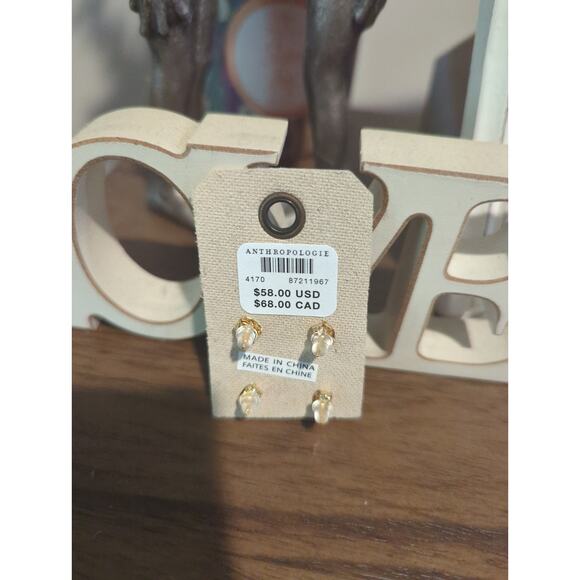 ANTHROPOLOGIE
4170 87211967
$58.00 USD
$68.00 CAD
MADE IN CHINA
FAITES EN CHINE